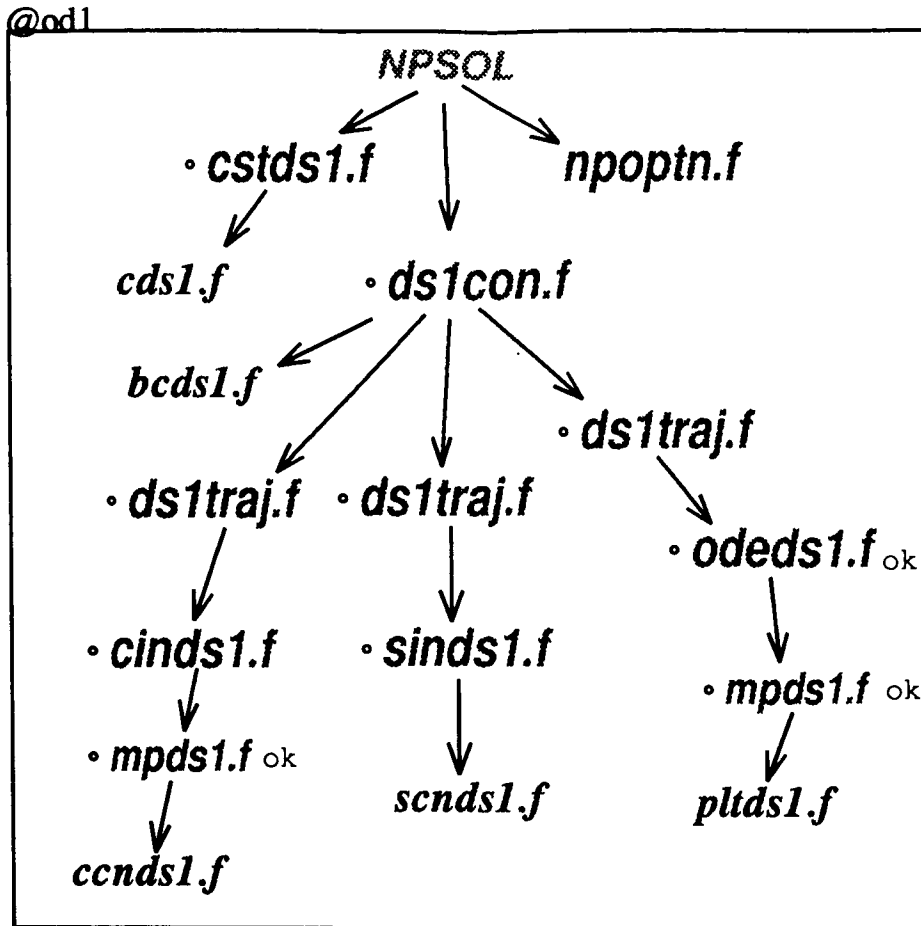 @od1
NPSOL
∘ cstds1.f
npoptn.f
cds1.f
∘ ds1con.f
bcds1.f
∘ ds1traj.f
∘ ds1traj.f
∘ ds1traj.f
∘ odeds1.f ok
∘ cinds1.f
∘ sinds1.f
∘ mpds1.f ok
∘ mpds1.f ok
scnds1.f
pltds1.f
ccnds1.f